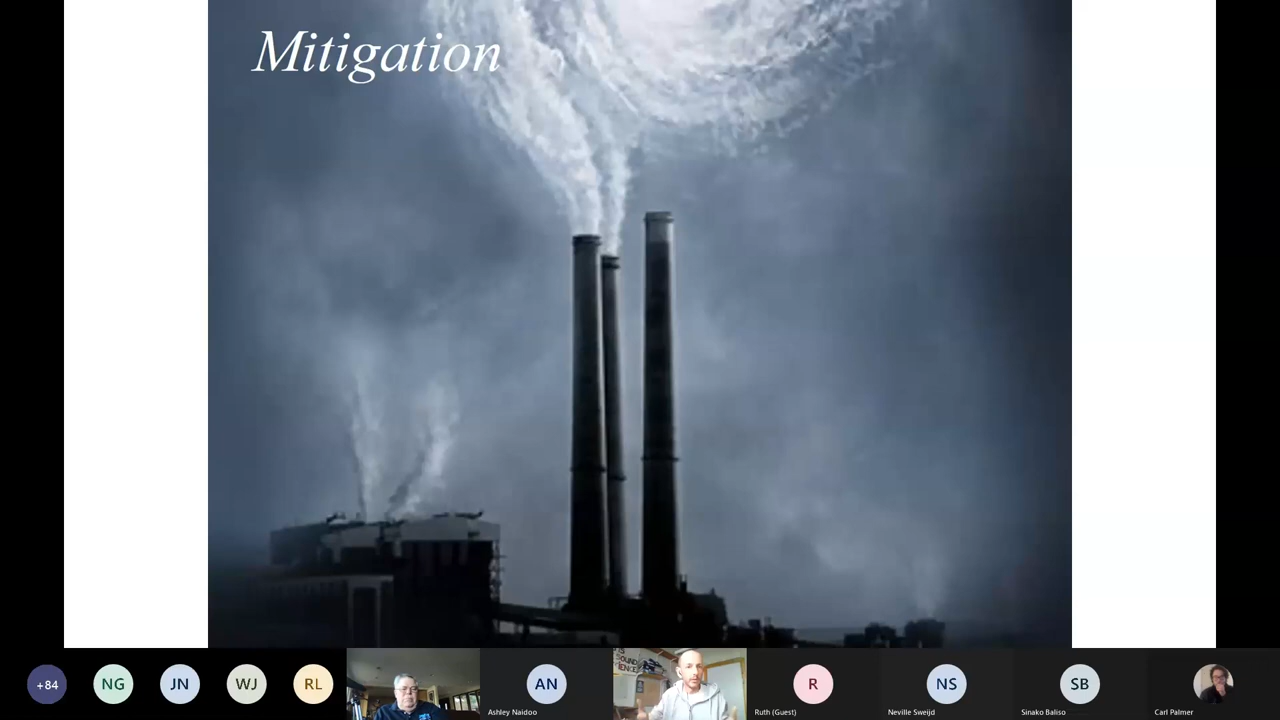 Mitigation
+84
NG
JN
WJ
RL
AN
Ashley Naidoo
R
Ruth (Guest)
NS
Neville Sweijd
SB
Sinako Baliso
Carl Palmer